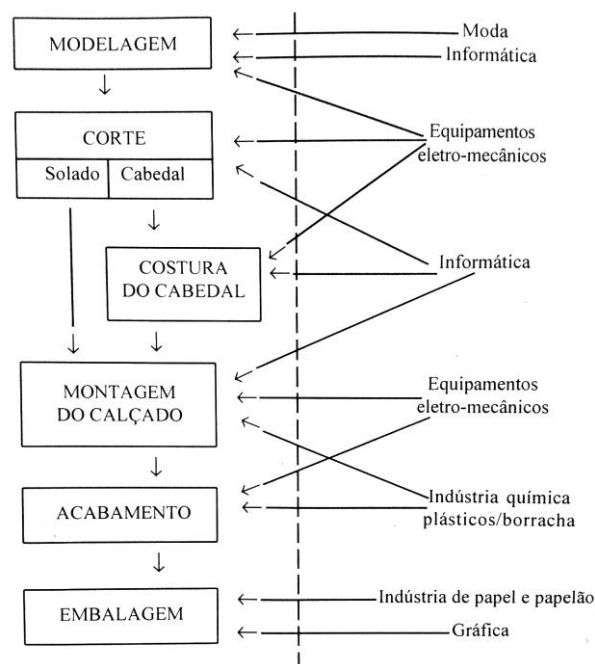 MODELAGEM
Moda
Informática
CORTE
Solado
Cabedal
Equipamentos
eletro-mecânicos
COSTURA
DO CABEDAL
Informática
MONTAGEM
DO CALÇADO
Equipamentos
eletro-mecânicos
ACABAMENTO
Indústria química
plásticos/borracha
EMBALAGEM
Indústria de papel e papelão
Gráfica